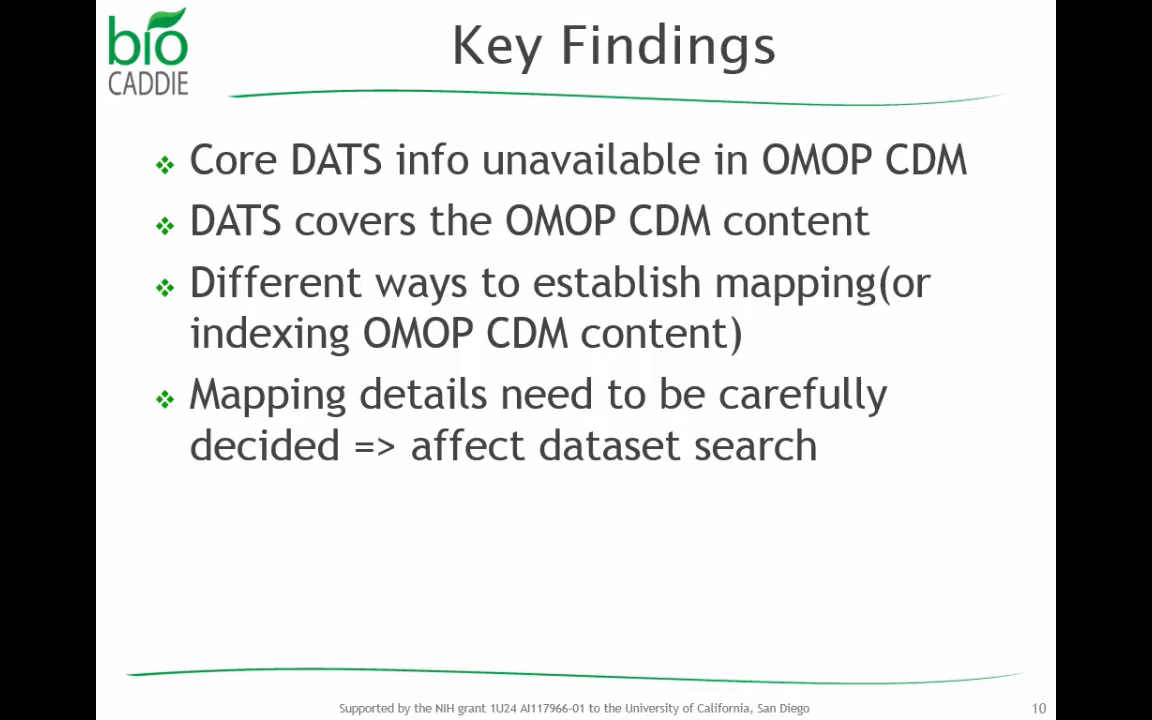 bio
CADDIE
Key Findings
Core DATS info unavailable in OMOP CDM
DATS covers the OMOP CDM content
Different ways to establish mapping(or
indexing OMOP CDM content)
Mapping details need to be carefully
decided => affect dataset search
Supported by the NIH grant 1U24 AI117966-01 to the University of California, San Diego
10